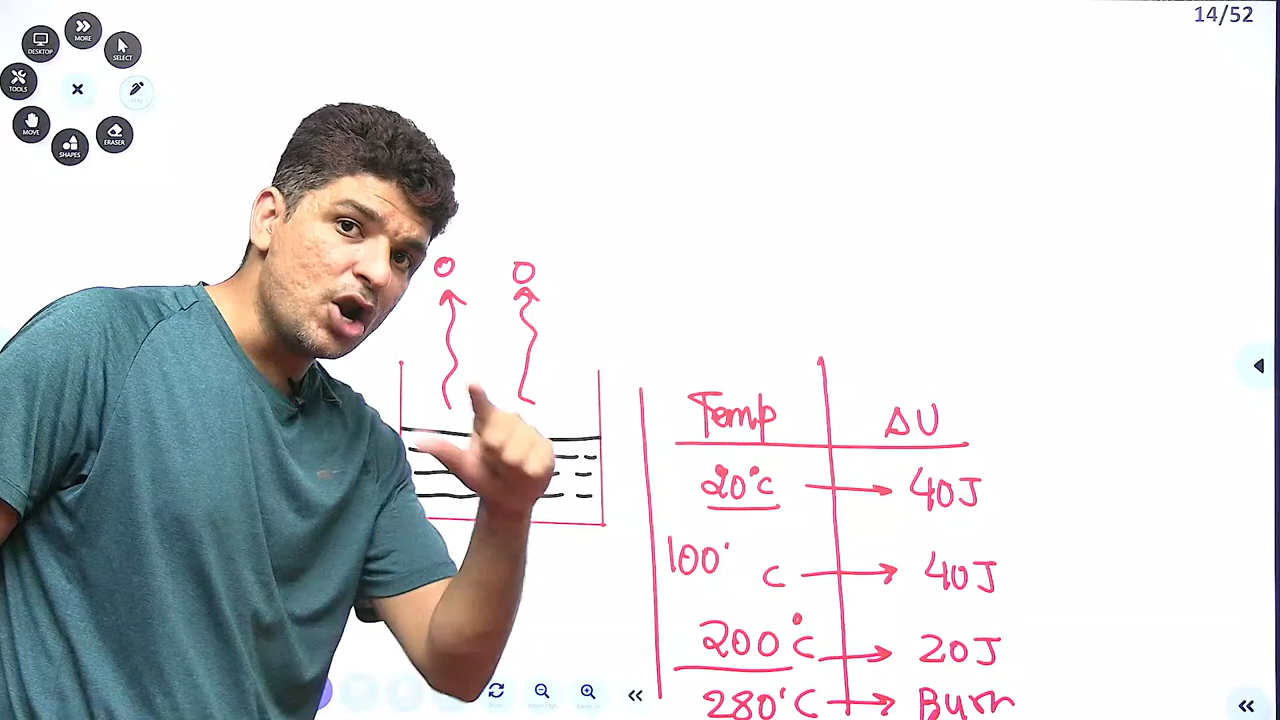 14/52
MORE
DESKTOP
SELECT
TOOLS
MOVE
ERASER
SHAPES
Temp ΔU
20°C → 40J
100° C → 40J
200°C → 20J
280°C → Burn